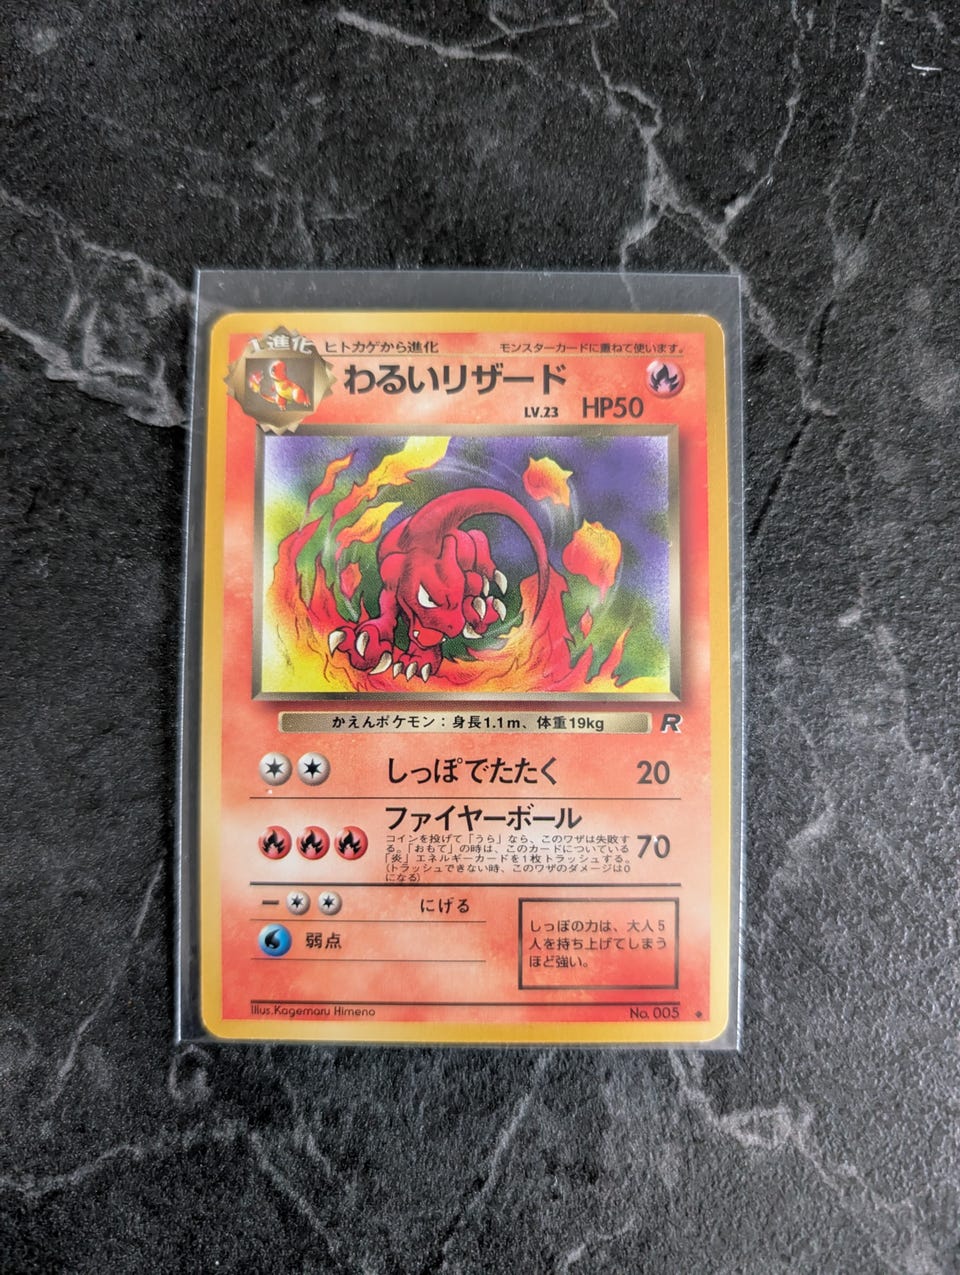 1進化
ヒトカゲから進化
モンスターカードに重ねて使います。
わるいリザード
LV.23 HP50
かえんポケモン：身長1.1m、体重19kg
R
しっぽでたたく 20
ファイヤーボール
コインを投げて「うら」なら、このワザは失敗す
る。「おもて」の時は、このカードについている
「炎」エネルギーカードを1枚トラッシュする。
(トラッシュできない時、このワザのダメージは0
になる)
70
ー にげる
弱点
しっぽの力は、大人5
人を持ち上げてしまう
ほど強い。
Illus.Kagemaru Himeno
No. 005